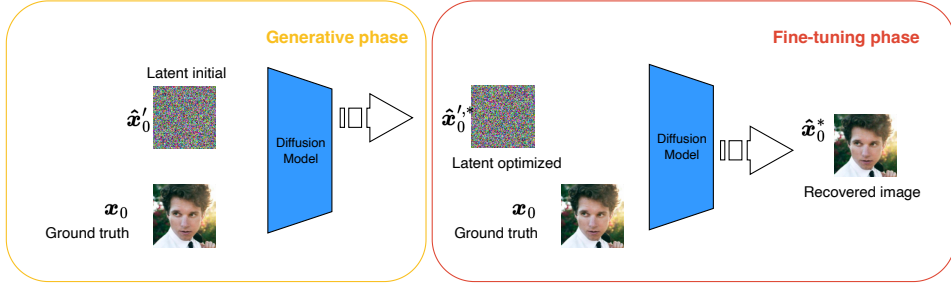 Generative phase
Latent initial
x̂′₀
Diffusion
Model
x₀
Ground truth
Fine-tuning phase
x̂′,*₀
Latent optimized
Diffusion
Model
x₀
Ground truth
x̂*₀
Recovered image